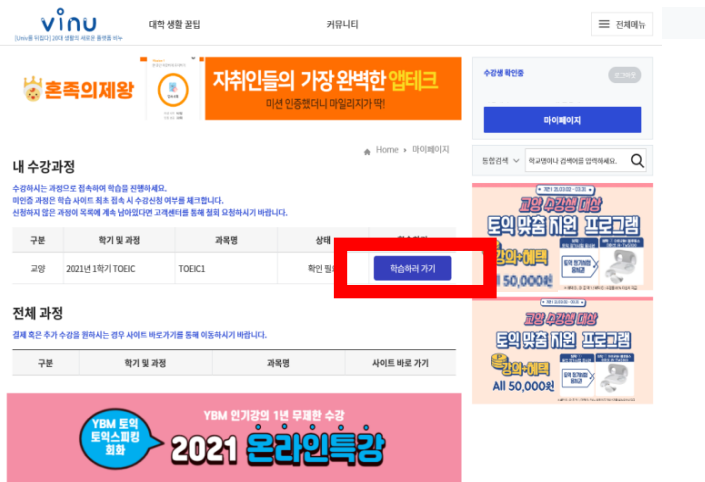 vinu
대학 생활 꿀팁
커뮤니티
전체메뉴
혼족의제왕
자취인들의 가장 완벽한 앱테크
미션 인증했더니 마일리지가 딱!
수강생 확인중
로그아웃
마이페이지
Home 마이페이지
통합검색
학교명이나 검색어를 입력하세요.
내 수강과정
수강하시는 과정으로 접속하여 학습을 진행하세요.
미인증 과정은 학습 사이트 최초 접속 시 수강신청 여부를 체크합니다.
신청하지 않은 과정이 목록에 계속 남아있다면 고객센터를 통해 철회 요청하시기 바랍니다.
구분 학기 및 과정 과목명 상태
교양 2021년 1학기 TOEIC TOEIC1 확인 필 학습하러 가기
교양 수강생 대상
토익 맞춤 지원 프로그램
강의+혜택
50,000원
전체 과정
결제 혹은 추가 수강을 원하시는 경우 사이트 바로가기를 통해 이동하시기 바랍니다.
구분 학기 및 과정 과목명 사이트 바로 가기
교양 수강생 대상
토익 맞춤 지원 프로그램
강의+혜택
All 50,000원
YBM 토익
토익스피킹
회화
YBM 인기강의 1년 무제한 수강
2021 온라인특강